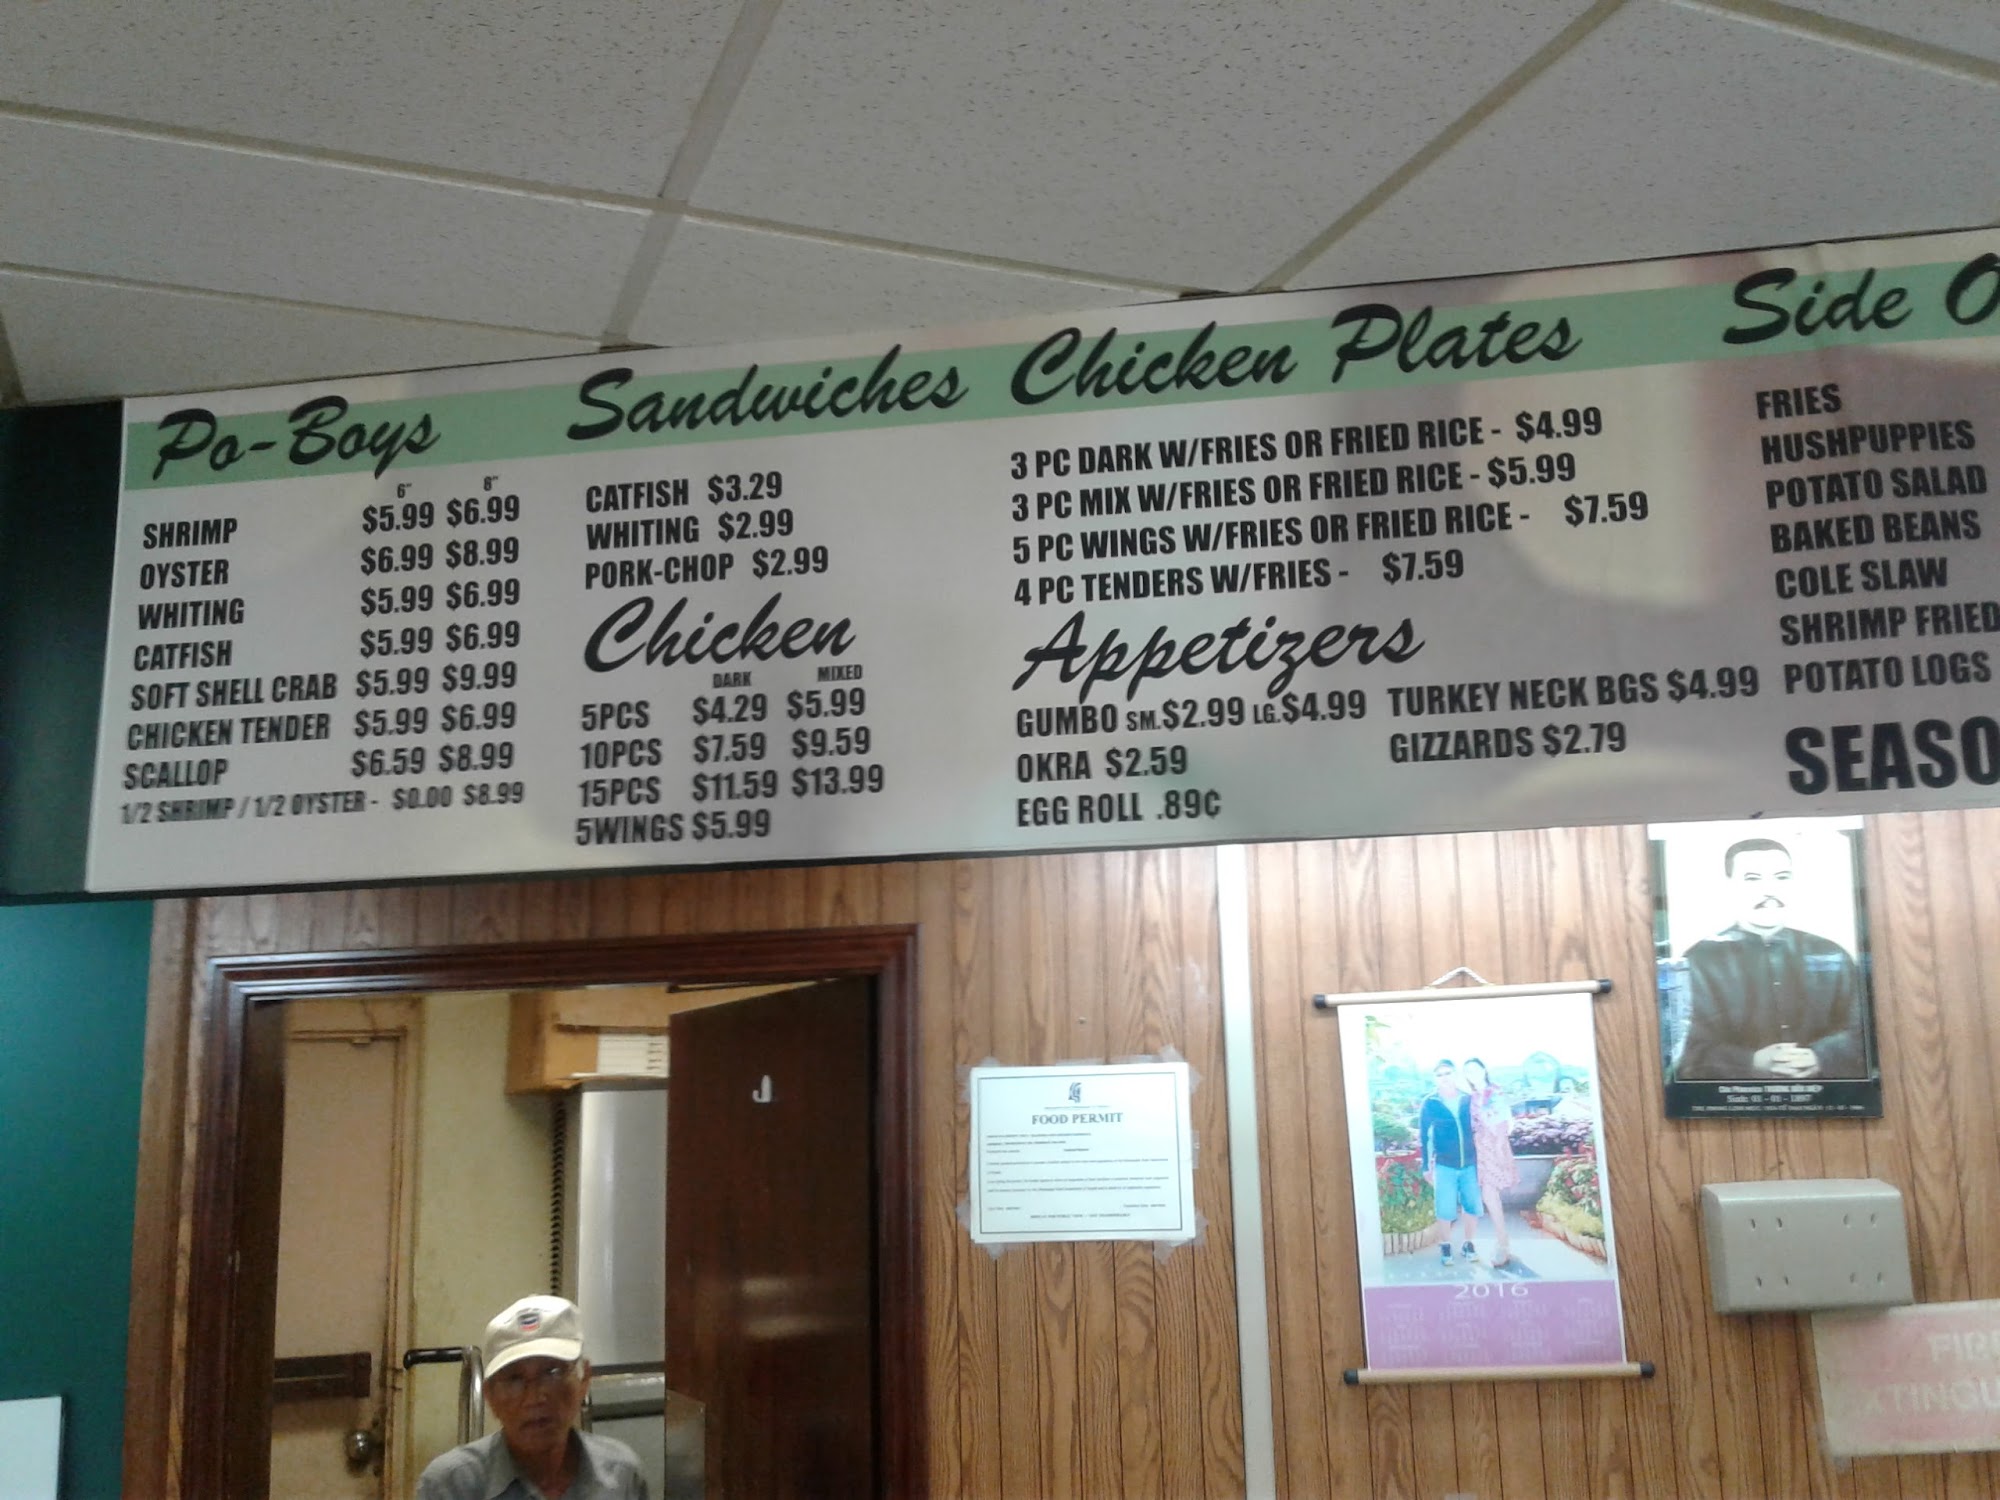 Po-Boys
6" 8"
SHRIMP $5.99 $6.99
OYSTER $6.99 $8.99
WHITING $5.99 $6.99
CATFISH $5.99 $6.99
SOFT SHELL CRAB $5.99 $9.99
CHICKEN TENDER $5.99 $6.99
SCALLOP $6.59 $8.99
1/2 SHRIMP / 1/2 OYSTER - $0.00 $8.99
Sandwiches
CATFISH $3.29
WHITING $2.99
PORK-CHOP $2.99
Chicken
DARK MIXED
5PCS $4.29 $5.99
10PCS $7.59 $9.59
15PCS $11.59 $13.99
5WINGS $5.99
Chicken Plates
3 PC DARK W/FRIES OR FRIED RICE - $4.99
3 PC MIX W/FRIES OR FRIED RICE - $5.99
5 PC WINGS W/FRIES OR FRIED RICE - $7.59
4 PC TENDERS W/FRIES - $7.59
Appetizers
GUMBO SM.$2.99 LG.$4.99
OKRA $2.59
EGG ROLL .89¢
TURKEY NECK BGS $4.99
GIZZARDS $2.79
Side O
FRIES
HUSHPUPPIES
POTATO SALAD
BAKED BEANS
COLE SLAW
SHRIMP FRIED
POTATO LOGS
SEASO
FOOD PERMIT
2016
Sinh: 01 - 01 - 1897
FIRE
XTINGU